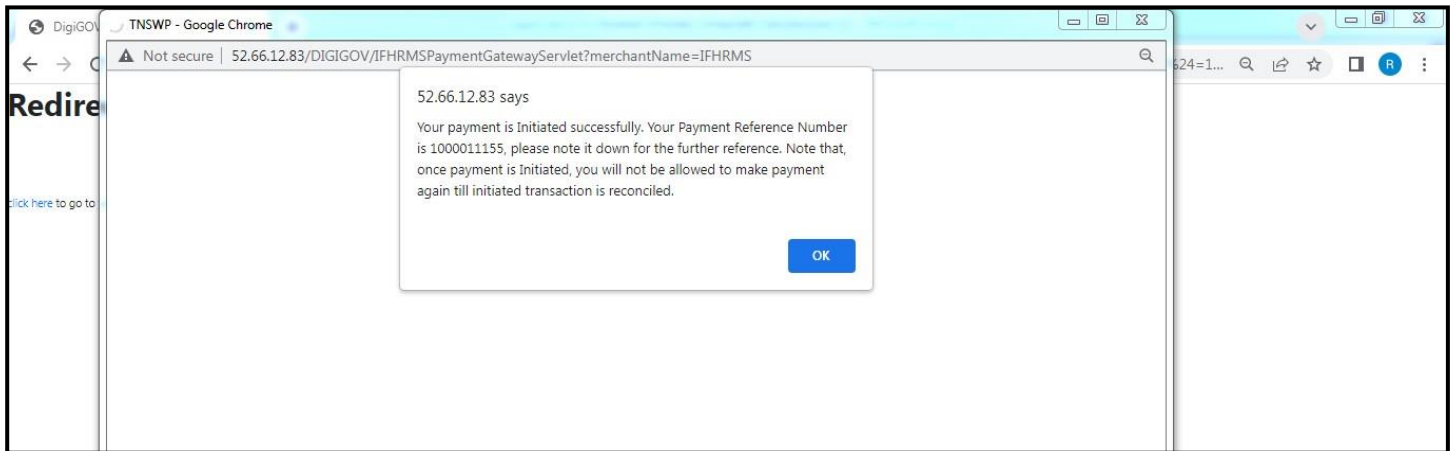 DigiGOV
TNSWP - Google Chrome
Not secure | 52.66.12.83/DIGIGOV/IFHRMSPaymentGatewayServlet?merchantName=IFHRMS
%24=1...
R
Redire
52.66.12.83 says
Your payment is Initiated successfully. Your Payment Reference Number
is 1000011155, please note it down for the further reference. Note that,
once payment is Initiated, you will not be allowed to make payment
again till initiated transaction is reconciled.
click here to go to
OK